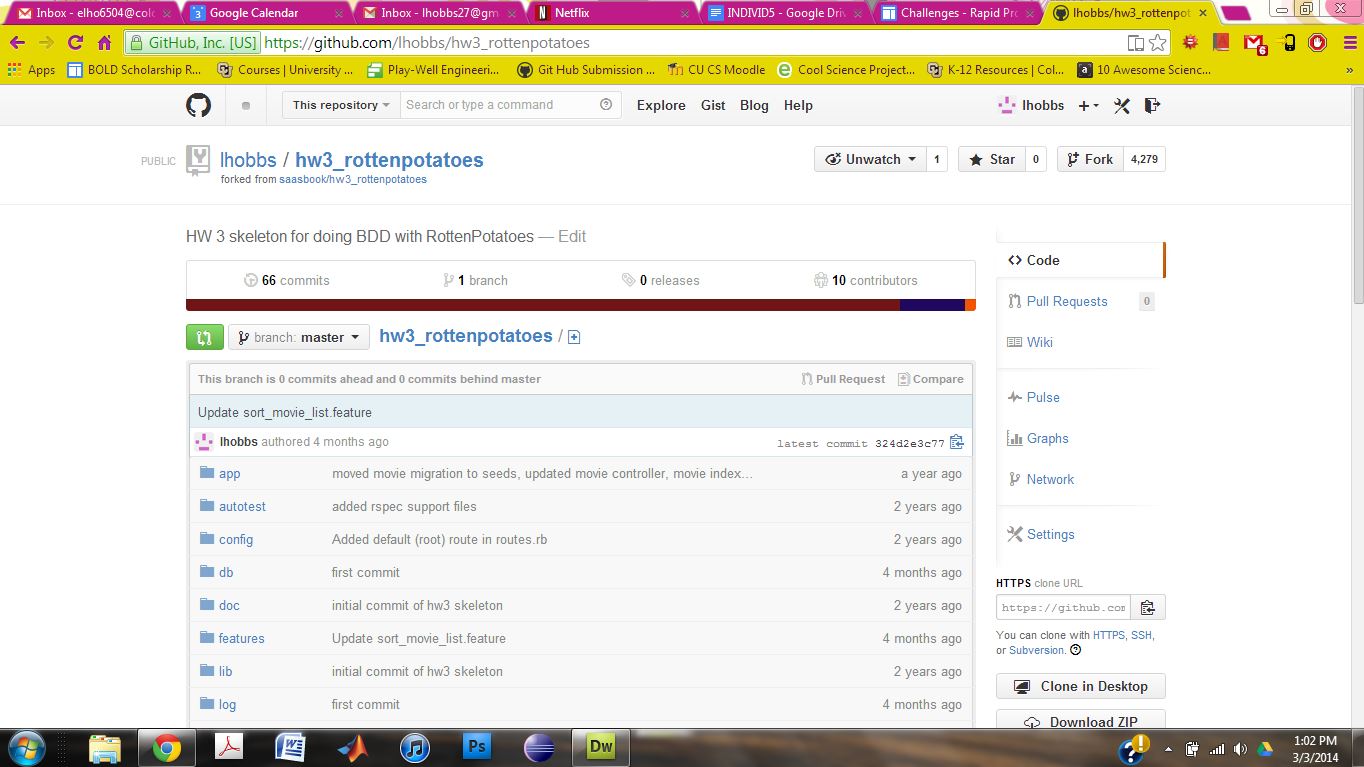 Inbox - elho6504@colo
Google Calendar
Inbox - lhobbs27@gm
Netflix
INDIVID5 - Google Driv
Challenges - Rapid Pro
lhobbs/hw3_rottenpot
GitHub, Inc. [US] https://github.com/lhobbs/hw3_rottenpotatoes
6
Apps BOLD Scholarship R... Courses | University ... Play-Well Engineeri... Git Hub Submission ... CU CS Moodle Cool Science Project... K-12 Resources | Col... 10 Awesome Scienc... »
This repository Search or type a command Explore Gist Blog Help lhobbs
PUBLIC lhobbs / hw3_rottenpotatoes
forked from saasbook/hw3_rottenpotatoes
Unwatch 1 Star 0 Fork 4,279
HW 3 skeleton for doing BDD with RottenPotatoes — Edit
66 commits 1 branch 0 releases 10 contributors
branch: master hw3_rottenpotatoes /
This branch is 0 commits ahead and 0 commits behind master Pull Request Compare
Update sort_movie_list.feature
lhobbs authored 4 months ago latest commit 324d2e3c77
app moved movie migration to seeds, updated movie controller, movie index... a year ago
autotest added rspec support files 2 years ago
config Added default (root) route in routes.rb 2 years ago
db first commit 4 months ago
doc initial commit of hw3 skeleton 2 years ago
features Update sort_movie_list.feature 4 months ago
lib initial commit of hw3 skeleton 2 years ago
log first commit 4 months ago
Code
Pull Requests 0
Wiki
Pulse
Graphs
Network
Settings
HTTPS clone URL
https://github.com
You can clone with HTTPS, SSH,
or Subversion.
Clone in Desktop
Download ZIP
W
Ps
Dw
1:02 PM
3/3/2014